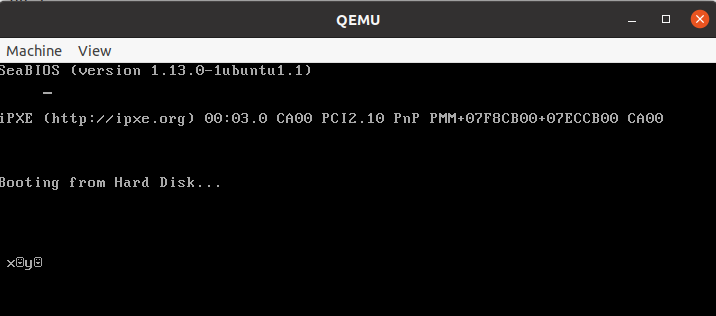 QEMU
Machine View
SeaBIOS (version 1.13.0-1ubuntu1.1)
iPXE (http://ipxe.org) 00:03.0 CA00 PCI2.10 PnP PMM+07F8CB00+07ECCB00 CA00
Booting from Hard Disk...
x☺y☺